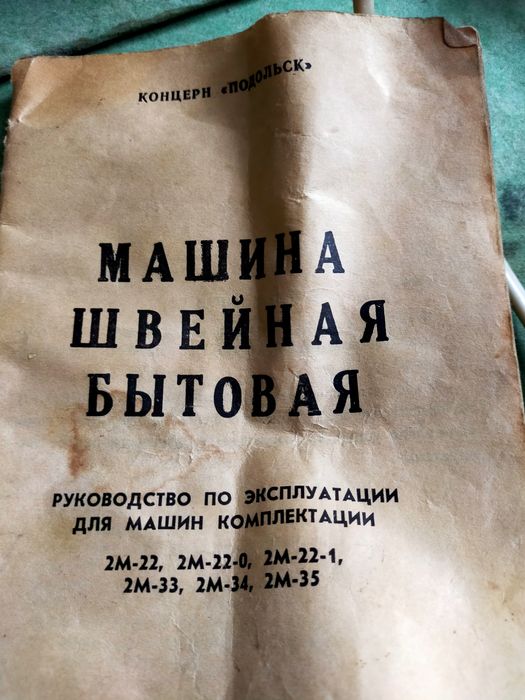 КОНЦЕРН «ПОДОЛЬСК»
МАШИНА
ШВЕЙНАЯ
БЫТОВАЯ
РУКОВОДСТВО ПО ЭКСПЛУАТАЦИИ
ДЛЯ МАШИН КОМПЛЕКТАЦИИ
2М-22, 2М-22-0, 2М-22-1,
2М-33, 2М-34, 2М-35